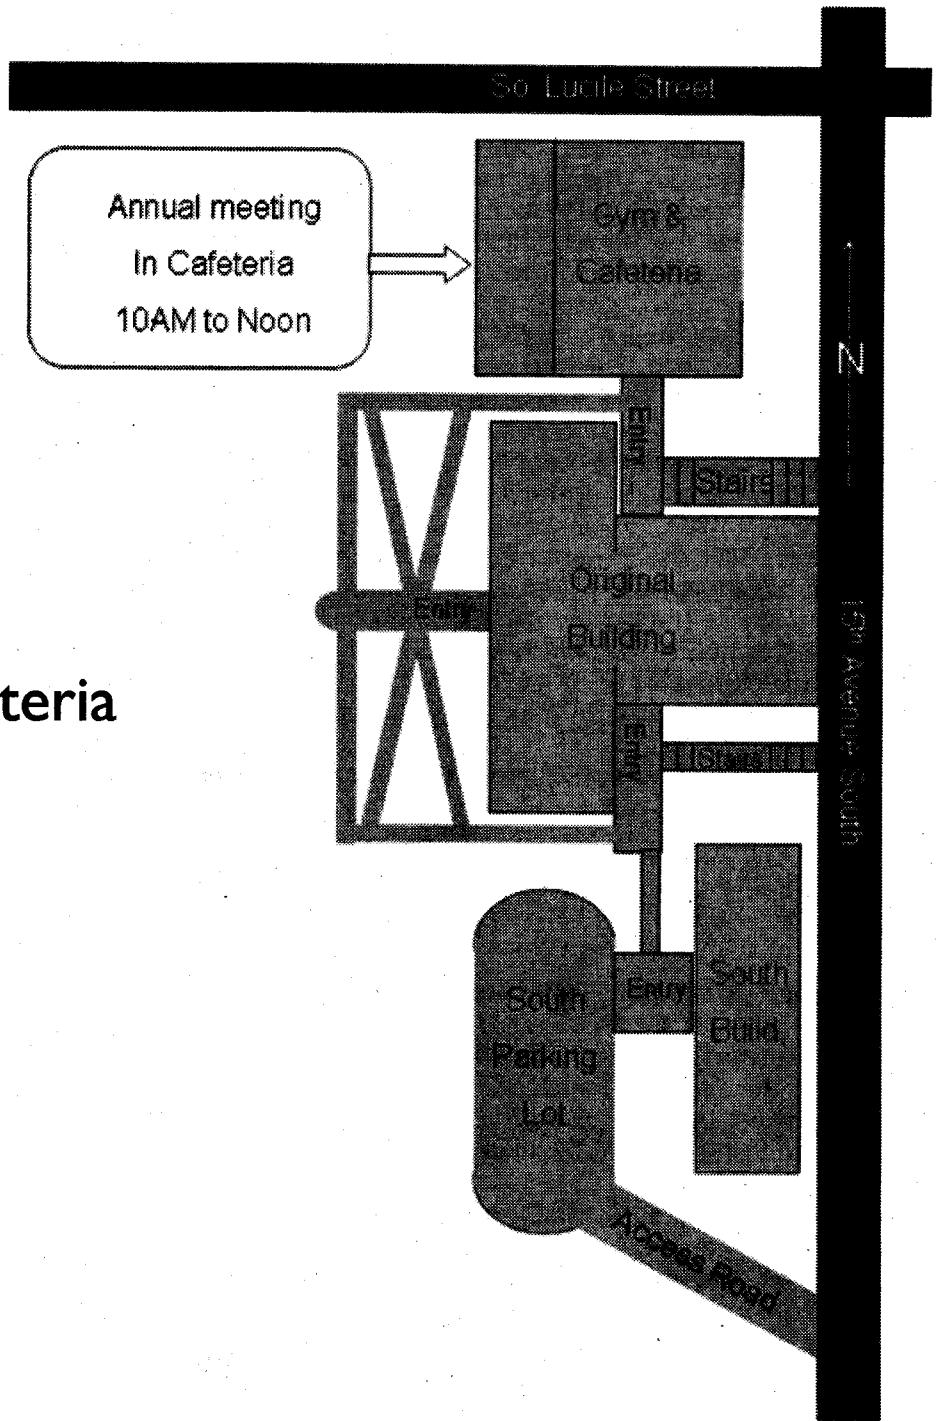 So. Lucile Street
Annual meeting
In Cafeteria
10AM to Noon
Gym &
Cafeteria
N
Entry
Stairs
Original
Building
Entry
teria
Entry
Stairs
Avenue South
South
Parking
Lot
Entry
South
Build.
Access Road